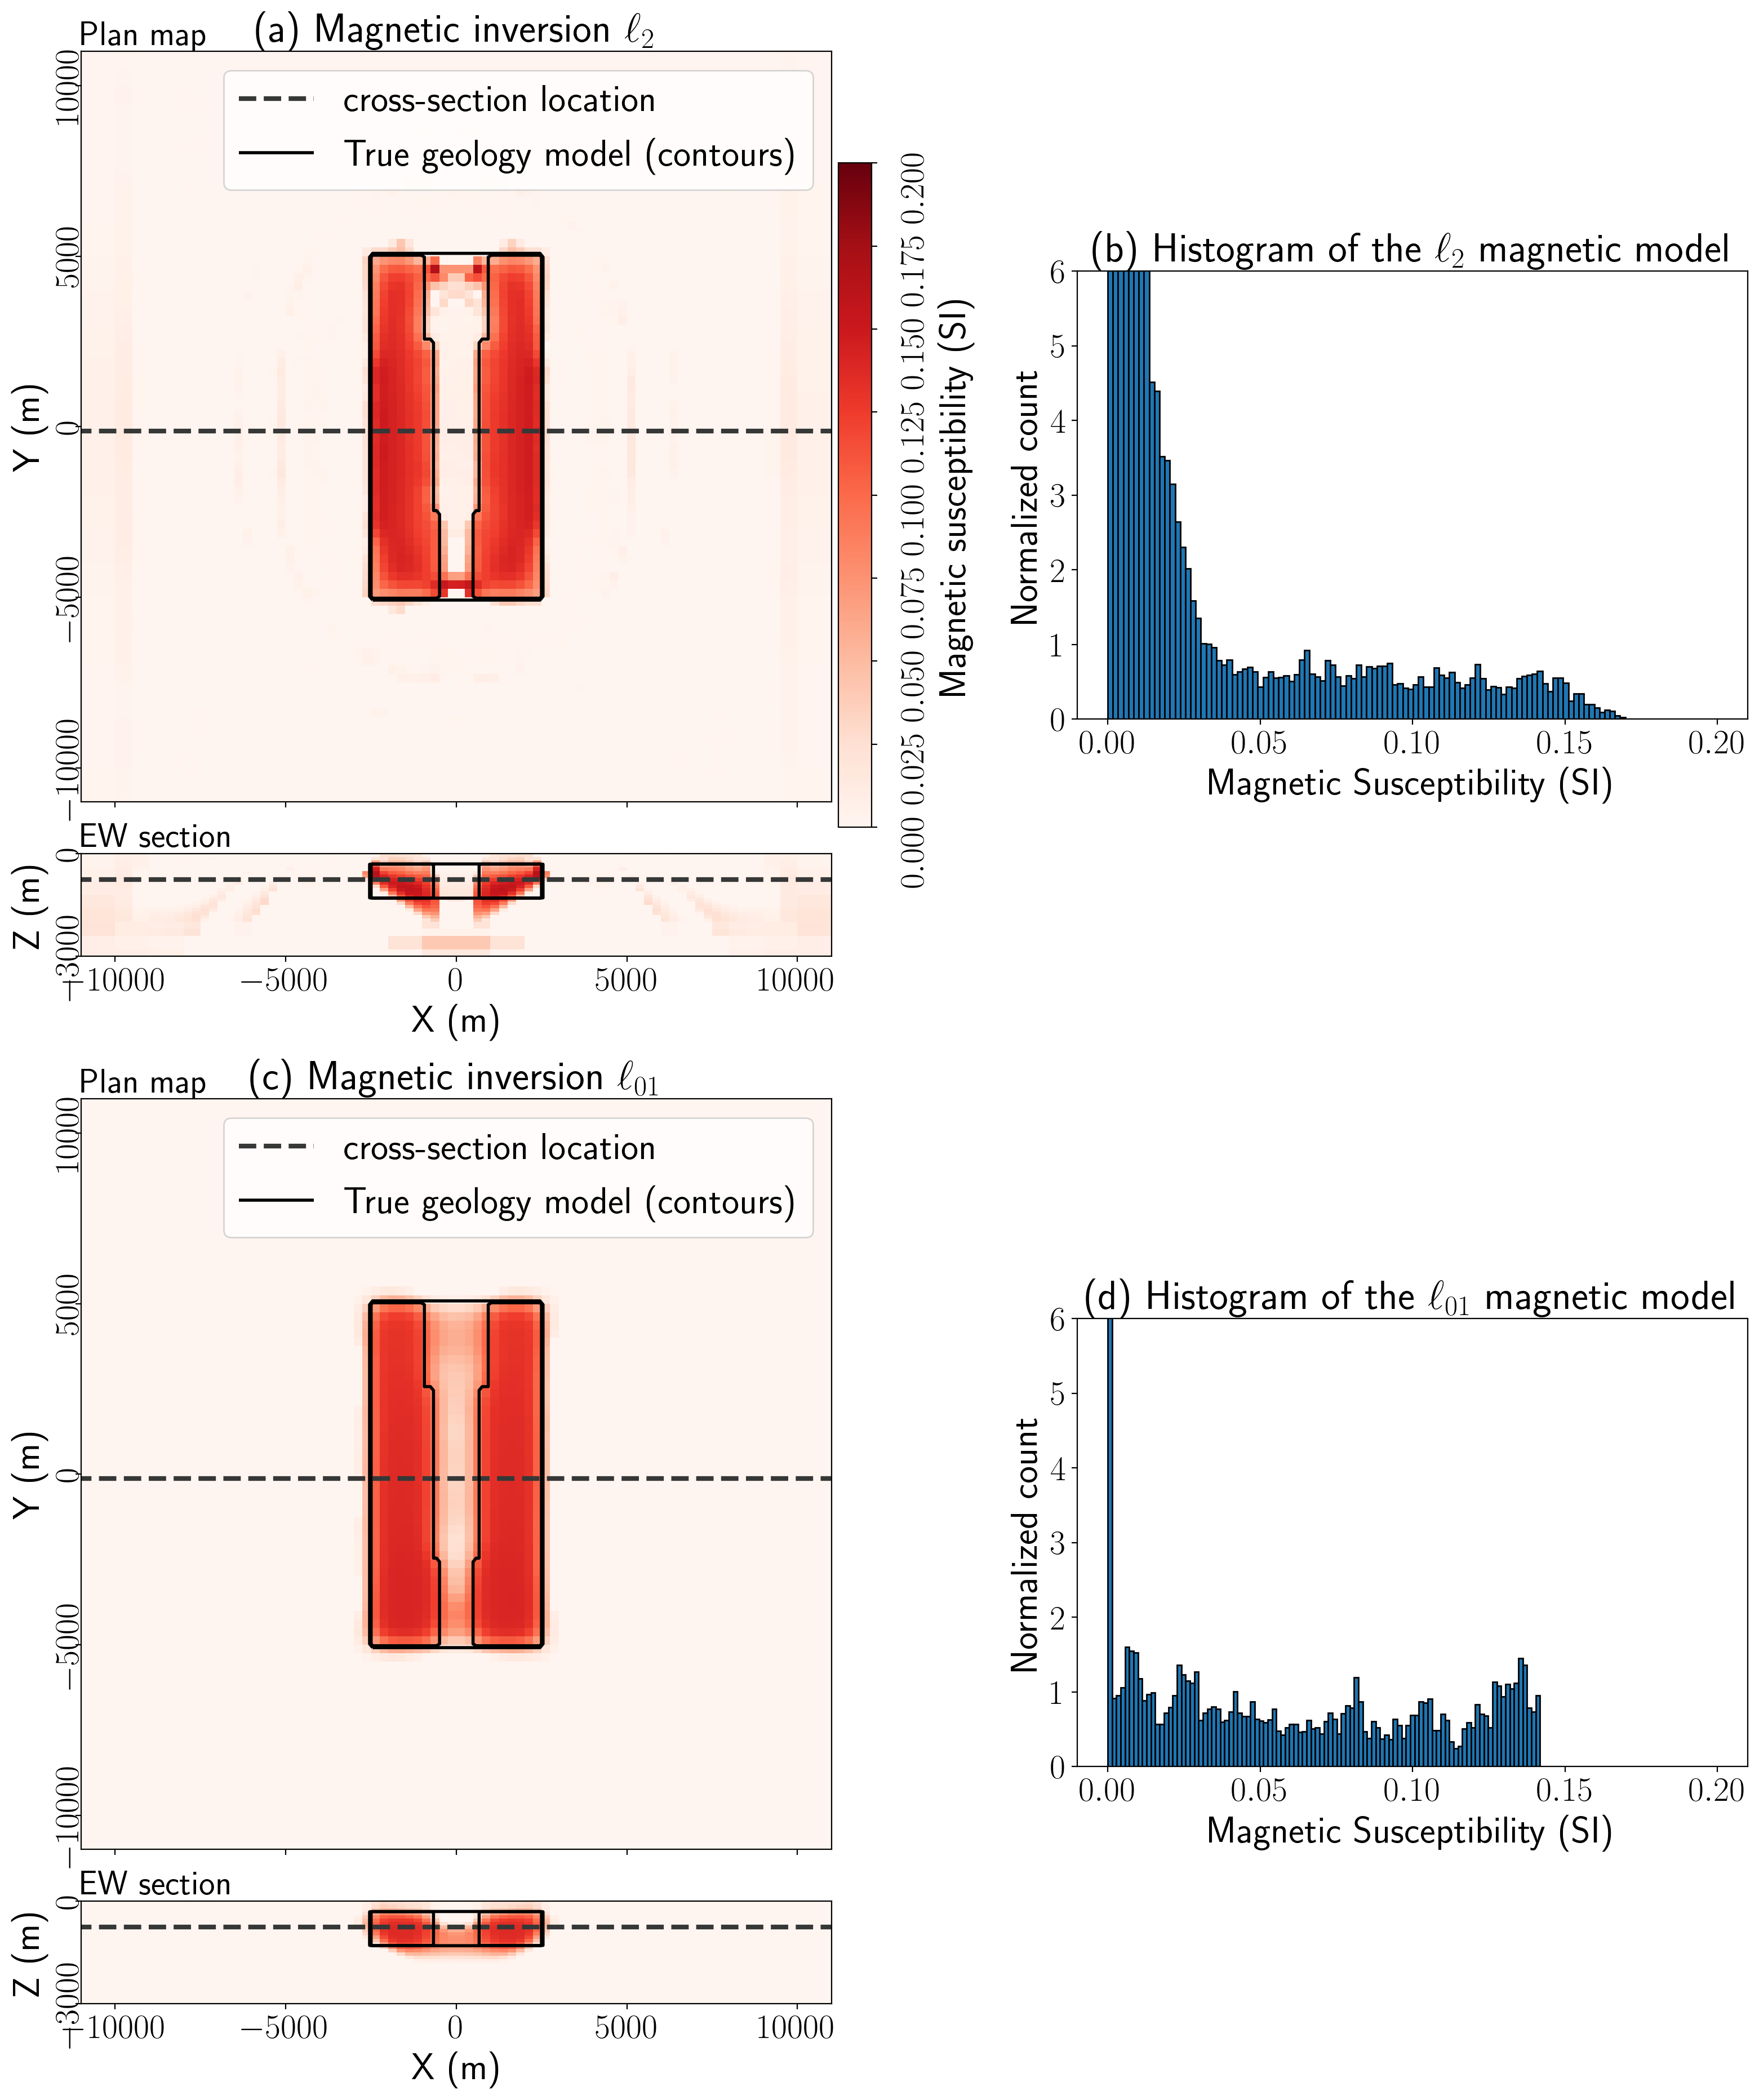 Plan map
(a) Magnetic inversion ℓ₂
cross-section location
True geology model (contours)
10000
5000
0
−5000
−10000
Y (m)
0.000 0.025 0.050 0.075 0.100 0.125 0.150 0.175 0.200
Magnetic susceptibility (SI)
EW section
0
−3000
Z (m)
−10000 −5000 0 5000 10000
X (m)
(b) Histogram of the ℓ₂ magnetic model
6
5
4
3
2
1
0
Normalized count
0.00 0.05 0.10 0.15 0.20
Magnetic Susceptibility (SI)
Plan map
(c) Magnetic inversion ℓ₀₁
cross-section location
True geology model (contours)
10000
5000
0
−5000
−10000
Y (m)
EW section
0
−3000
Z (m)
−10000 −5000 0 5000 10000
X (m)
(d) Histogram of the ℓ₀₁ magnetic model
6
5
4
3
2
1
0
Normalized count
0.00 0.05 0.10 0.15 0.20
Magnetic Susceptibility (SI)